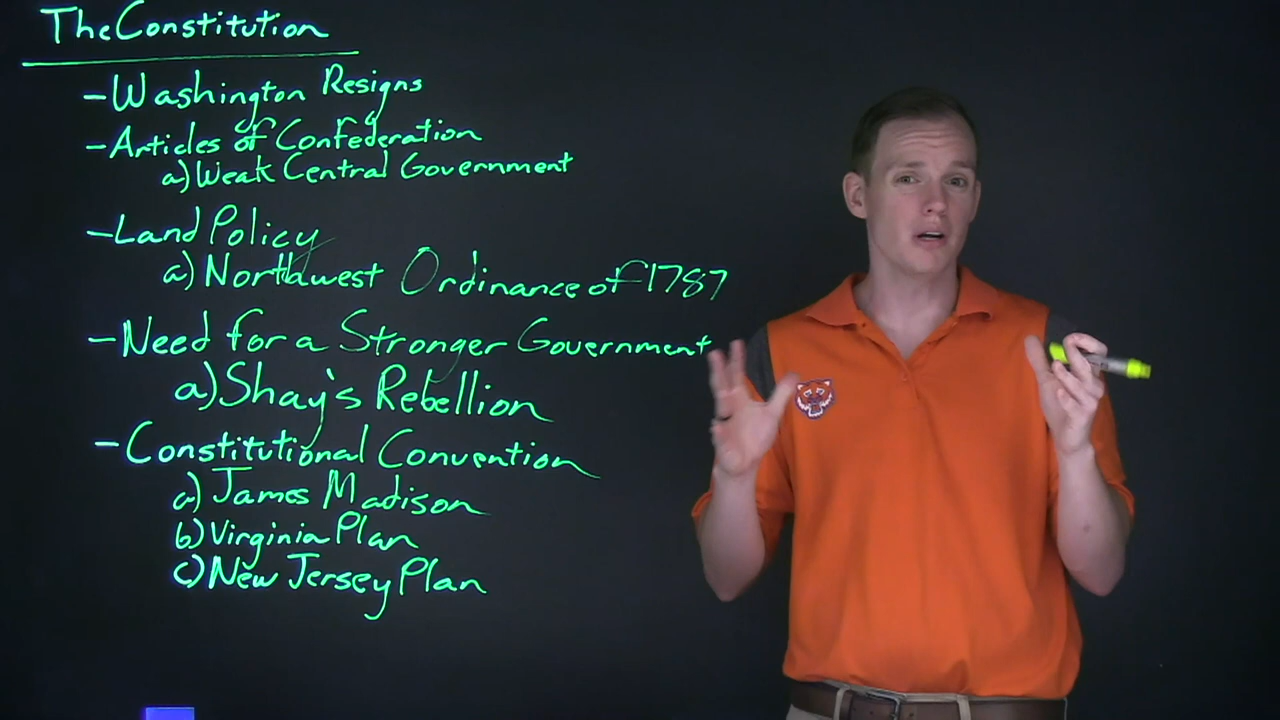 The Constitution
- Washington Resigns
- Articles of Confederation
a) Weak Central Government
- Land Policy
a) Northwest Ordinance of 1787
- Need for a Stronger Government
a) Shay's Rebellion
- Constitutional Convention
a) James Madison
b) Virginia Plan
c) New Jersey Plan